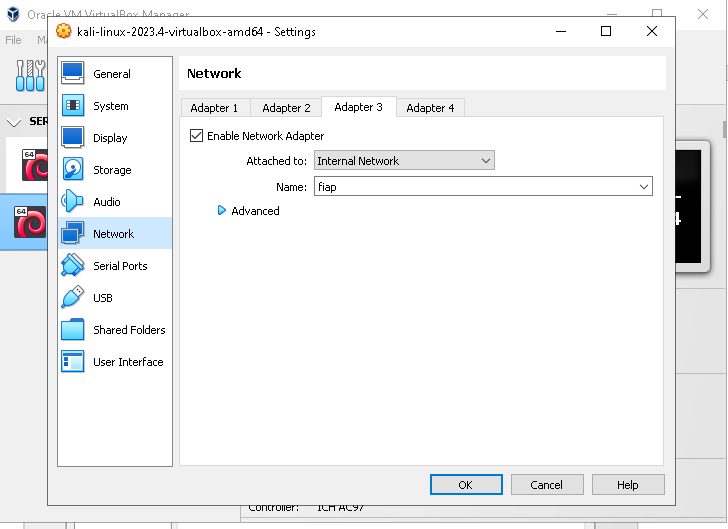 Oracle VM VirtualBox Manager
File
kali-linux-2023.4-virtualbox-amd64 - Settings
General
System
Display
Storage
Audio
Network
Serial Ports
USB
Shared Folders
User Interface
Network
Adapter 1 Adapter 2 Adapter 3 Adapter 4
Enable Network Adapter
Attached to: Internal Network
Name: fiap
Advanced
64
64
OK Cancel Help
Controller: ICH AC97